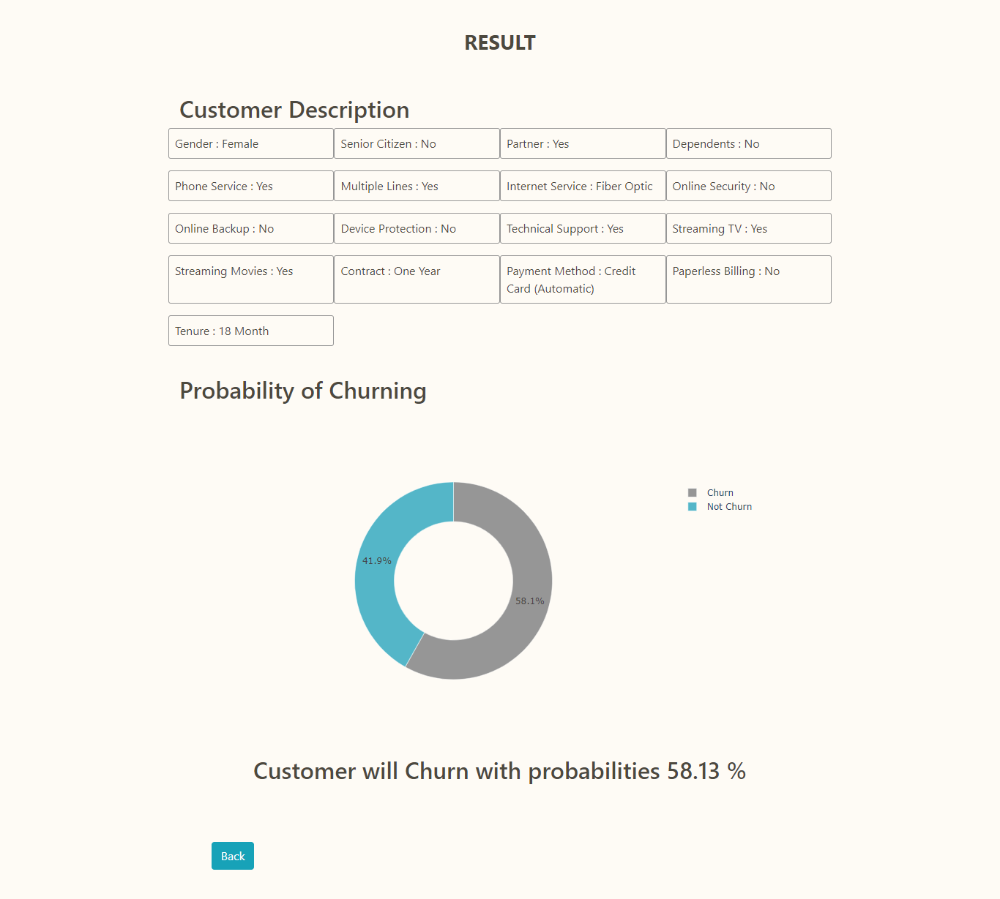 RESULT
Customer Description
Gender : Female
Senior Citizen : No
Partner : Yes
Dependents : No
Phone Service : Yes
Multiple Lines : Yes
Internet Service : Fiber Optic
Online Security : No
Online Backup : No
Device Protection : No
Technical Support : Yes
Streaming TV : Yes
Streaming Movies : Yes
Contract : One Year
Payment Method : Credit
Card (Automatic)
Paperless Billing : No
Tenure : 18 Month
Probability of Churning
Churn
Not Churn
41.9%
58.1%
Customer will Churn with probabilities 58.13 %
Back